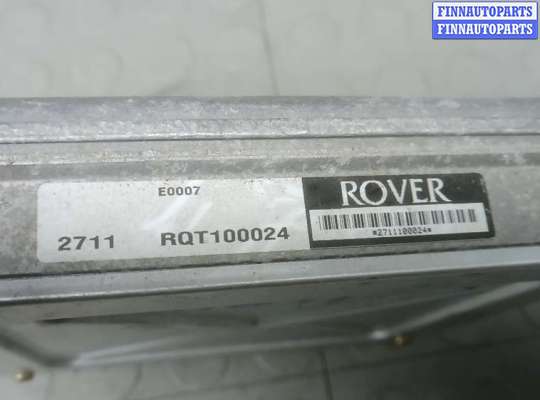 FINNAUTOPARTS
FINNAUTOPARTS
E0007
2711 RQT100024
ROVER
*2711100024*